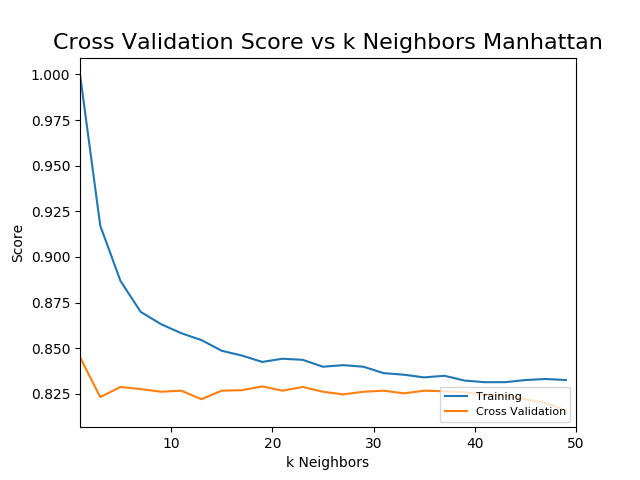 Cross Validation Score vs k Neighbors Manhattan
1.000
0.975
0.950
0.925
0.900
0.875
0.850
0.825
Score
10
20
30
40
50
k Neighbors
Training
Cross Validation